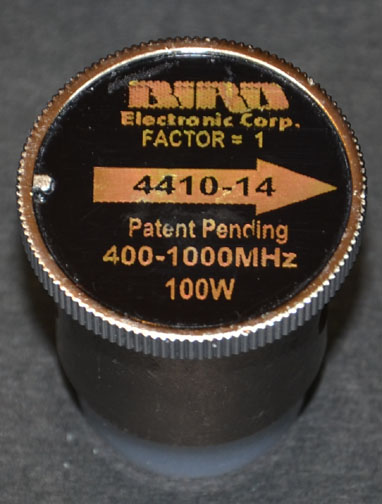 BIRD
Electronic Corp.
FACTOR = 1
4410-14
Patent Pending
400-1000MHz
100W